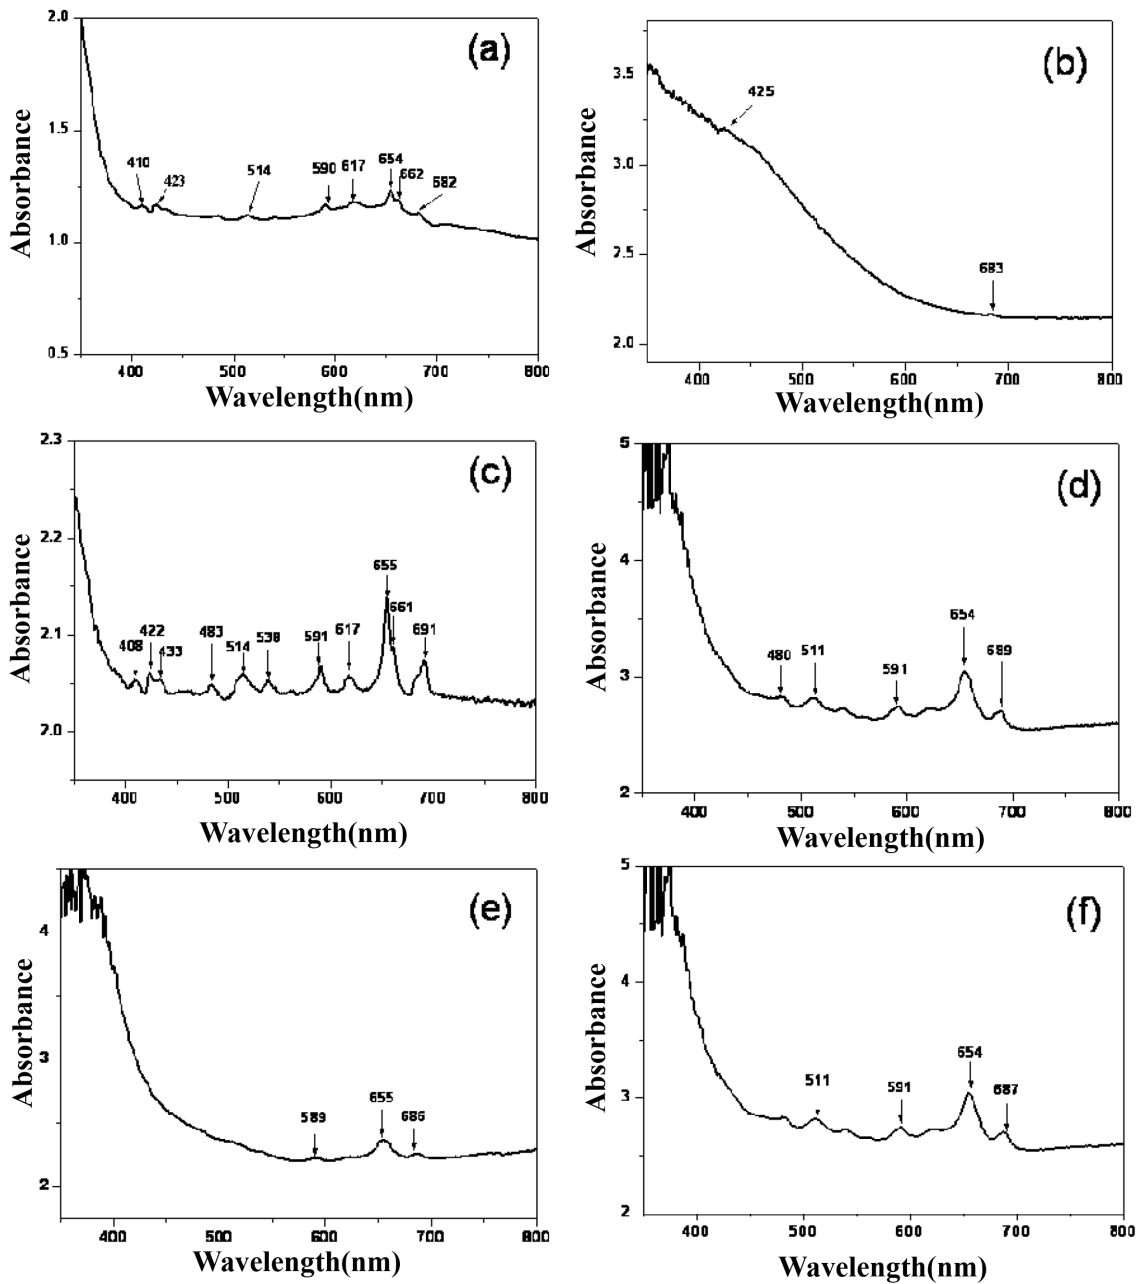 (a)
2.0
1.5
1.0
0.5
410
423
514
590
617
654
662
682
400 500 600 700 800
Absorbance
Wavelength(nm)
(b)
3.5
3.0
2.5
2.0
425
683
400 500 600 700 800
Absorbance
Wavelength(nm)
(c)
2.3
2.2
2.1
2.0
408
422
433
483
514
538
591
617
655
661
691
400 500 600 700 800
Absorbance
Wavelength(nm)
(d)
5
4
3
2
480
511
591
654
689
400 500 600 700 800
Absorbance
Wavelength(nm)
(e)
4
3
2
589
655
686
400 500 600 700 800
Absorbance
Wavelength(nm)
(f)
5
4
3
2
511
591
654
687
400 500 600 700 800
Absorbance
Wavelength(nm)